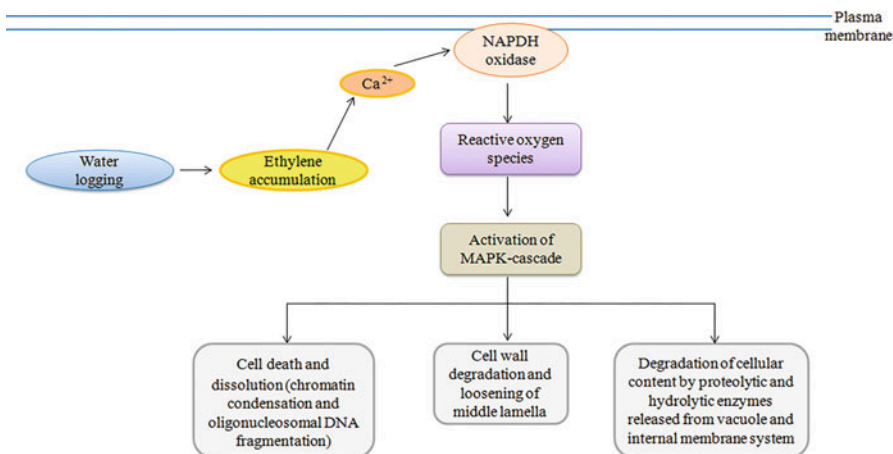 Plasma
membrane
NAPDH
oxidase
Ca²⁺
Reactive oxygen
species
Water
logging
Ethylene
accumulation
Activation of
MAPK-cascade
Cell death and
dissolution (chromatin
condensation and
oligonucleosomal DNA
fragmentation)
Cell wall
degradation and
loosening of
middle lamella
Degradation of cellular
content by proteolytic and
hydrolytic enzymes
released from vacuole and
internal membrane system